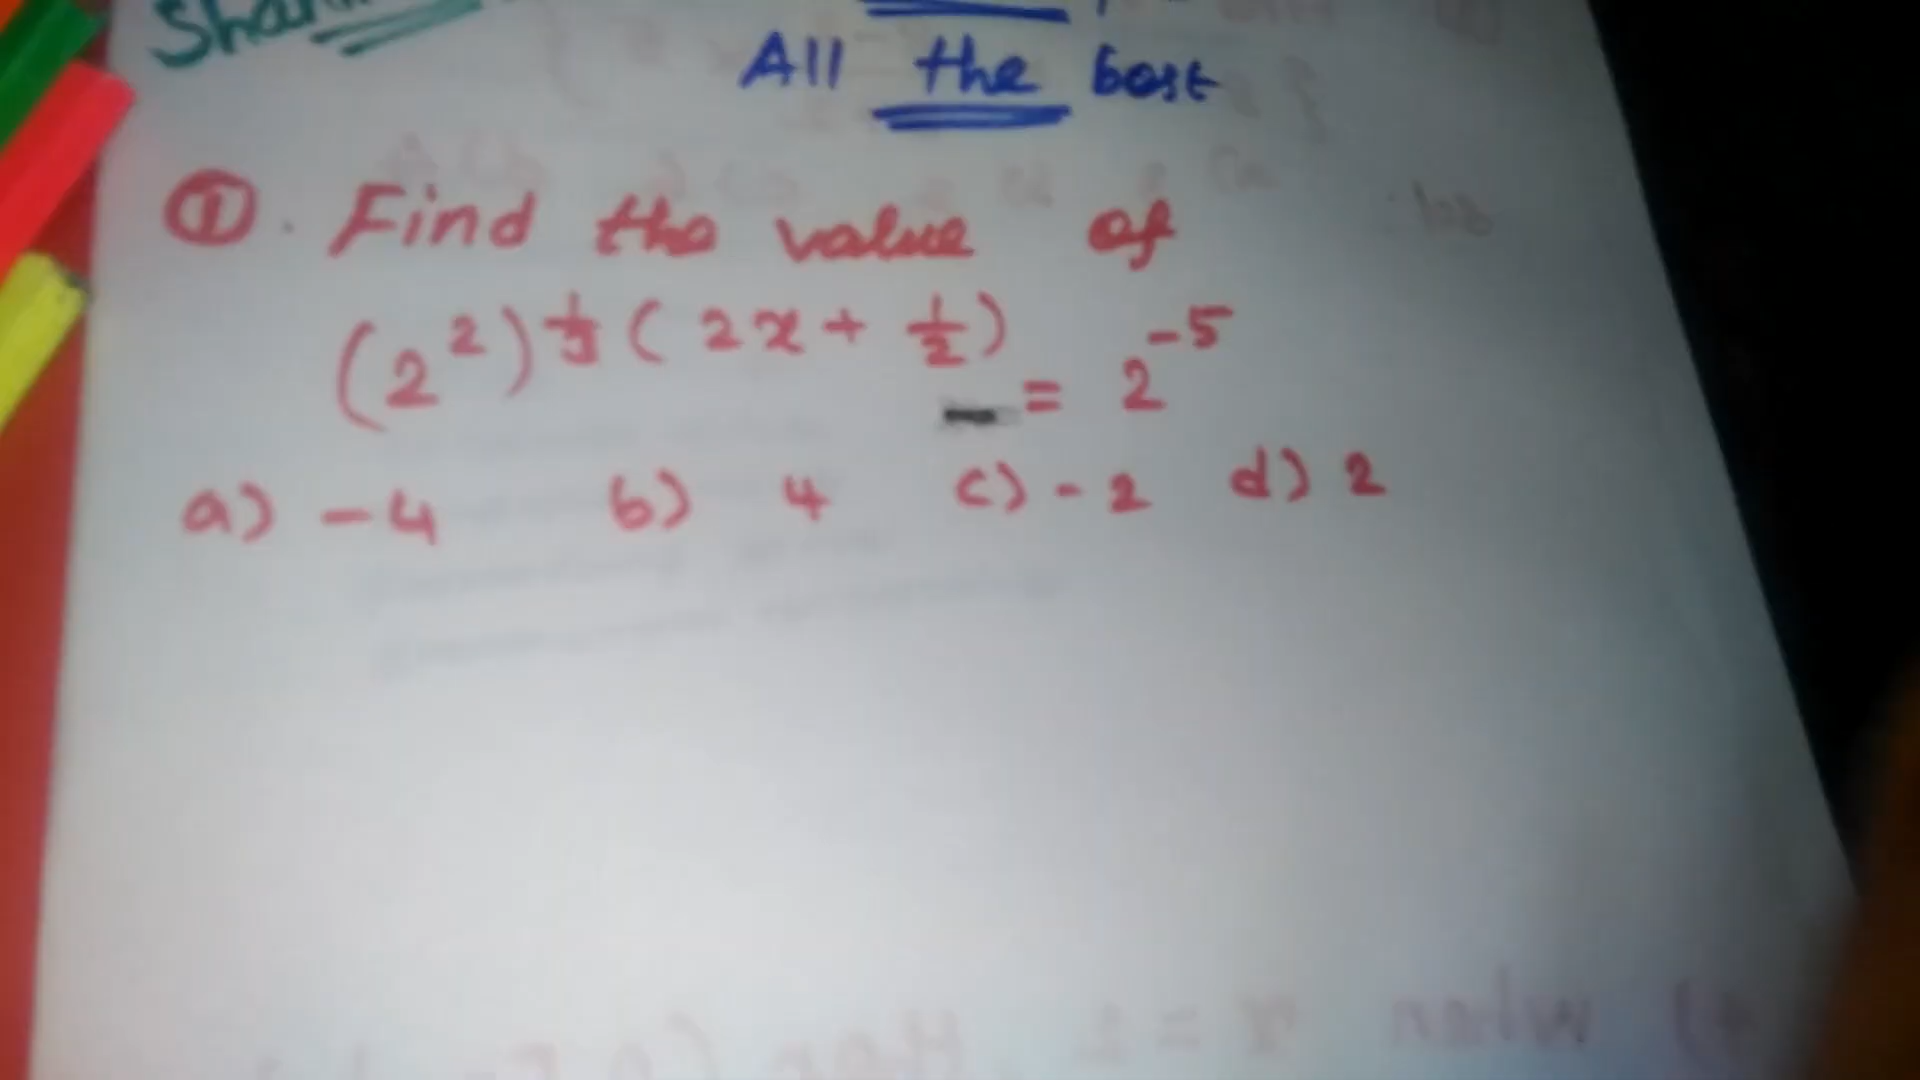 All the best
①. Find the value of
(2²)^⅓(2x + ½) = 2⁻⁵
a) -4 b) 4 c) -2 d) 2